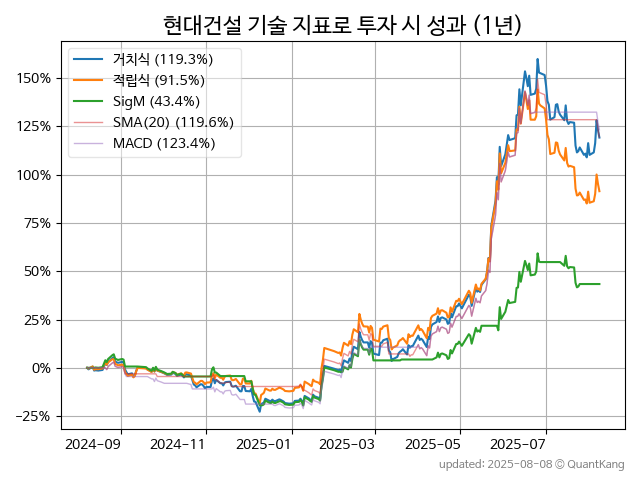 현대건설 기술 지표로 투자 시 성과 (1년)
거치식 (119.3%)
적립식 (91.5%)
SigM (43.4%)
SMA(20) (119.6%)
MACD (123.4%)
150%
125%
100%
75%
50%
25%
0%
−25%
2024-09 2024-11 2025-01 2025-03 2025-05 2025-07
updated: 2025-08-08 © QuantKang